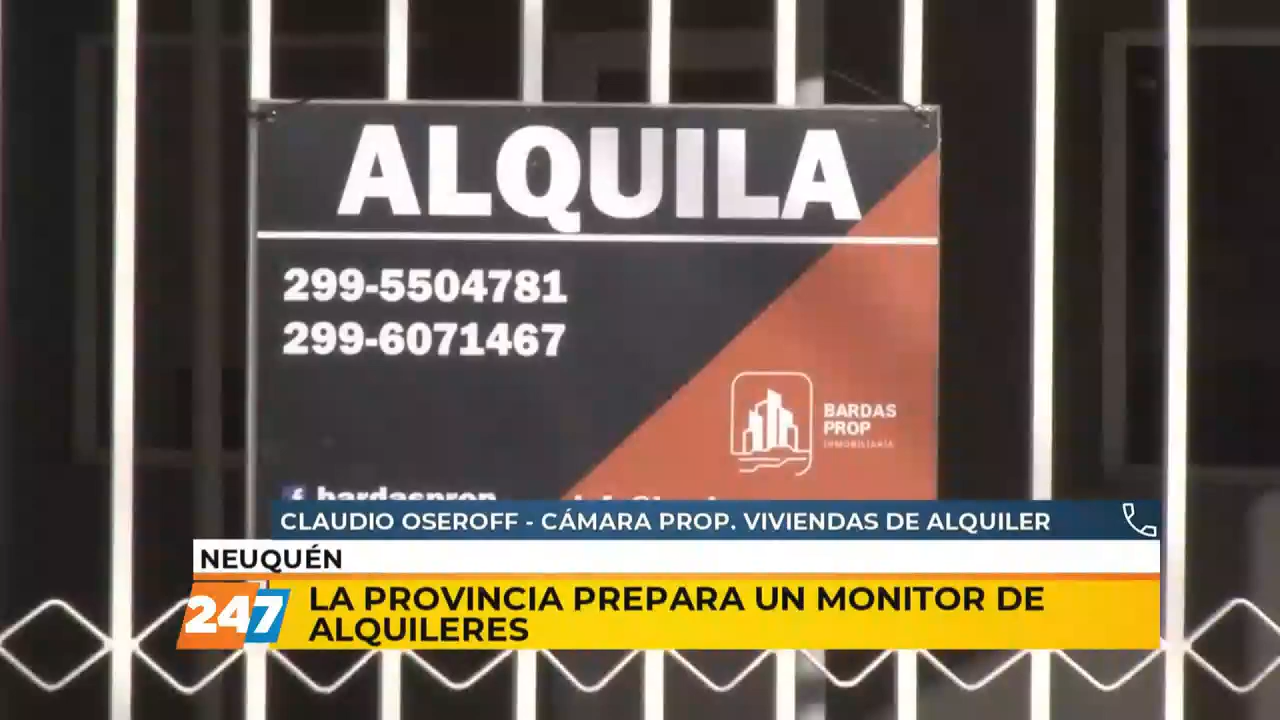 ALQUILA
299-5504781
299-6071467
BARDAS
PROP
INMOBILIARIA
bardasprop
CLAUDIO OSEROFF - CÁMARA PROP. VIVIENDAS DE ALQUILER
NEUQUÉN
247
LA PROVINCIA PREPARA UN MONITOR DE
ALQUILERES